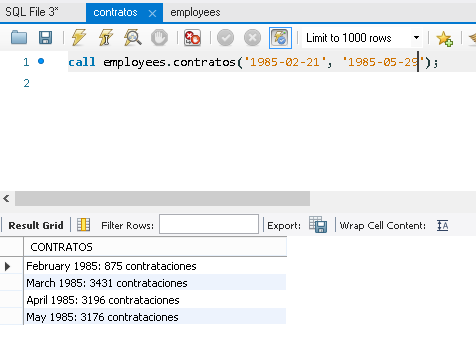 SQL File 3* contratos × employees
Limit to 1000 rows
1 call employees.contratos('1985-02-21', '1985-05-29');
2
Result Grid Filter Rows: Export: Wrap Cell Content:
CONTRATOS
February 1985: 875 contrataciones
March 1985: 3431 contrataciones
April 1985: 3196 contrataciones
May 1985: 3176 contrataciones